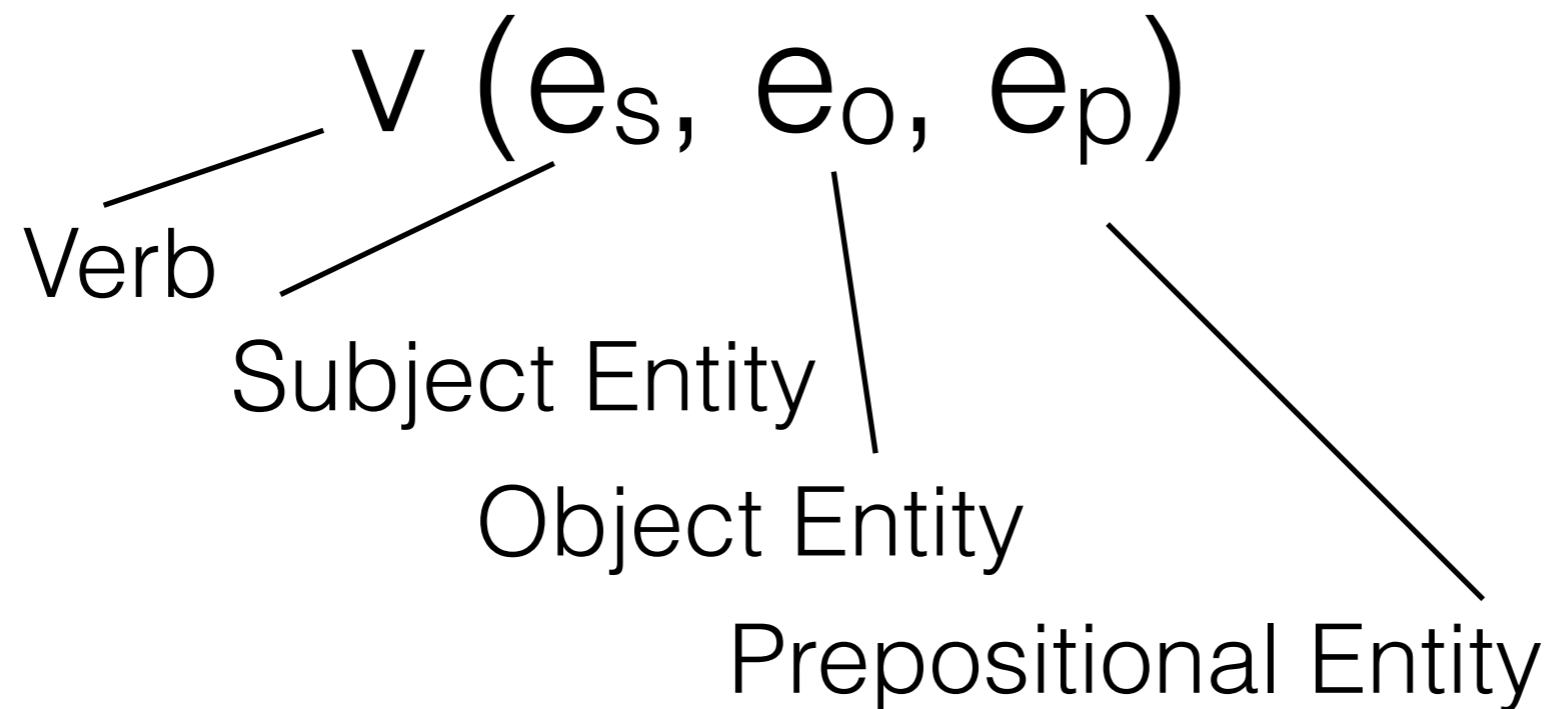 v (eₛ, eₒ, eₚ)
Verb
Subject Entity
Object Entity
Prepositional Entity